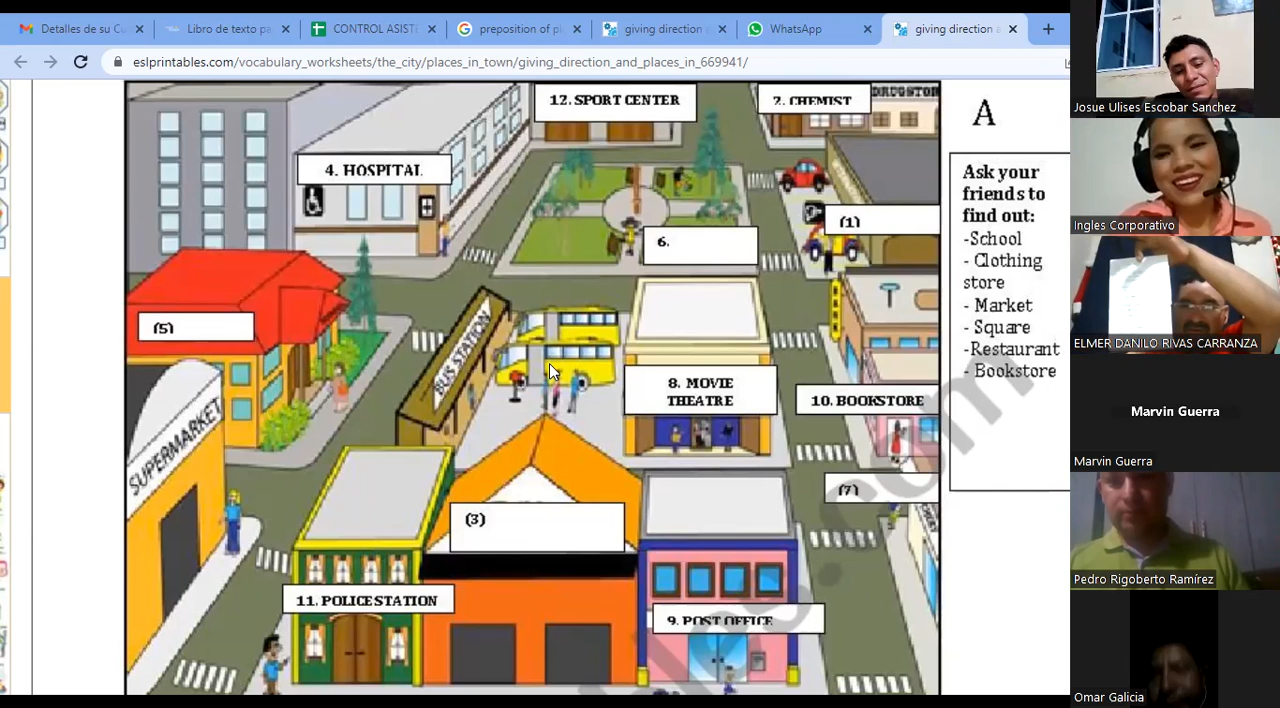 Detalles de su C
Libro de texto pa
CONTROL ASIST
preposition of pl
giving direction a
WhatsApp
giving direction a
eslprintables.com/vocabulary_worksheets/the_city/places_in_town/giving_direction_and_places_in_669941/
12. SPORT CENTER
2. CHEMIST
DRUGSTOR
4. HOSPITAL
(1)
6.
(5)
BUS STATION
8. MOVIE
THEATRE
10. BOOKSTORE
SUPERMARKET
(7)
(3)
11. POLICE STATION
9. POST OFFICE
A
Ask your
friends to
find out:
-School
- Clothing
store
- Market
- Square
-Restaurant
- Bookstore
Josue Ulises Escobar Sanchez
Ingles Corporativo
ELMER DANILO RIVAS CARRANZA
Marvin Guerra
Marvin Guerra
Pedro Rigoberto Ramírez
Omar Galicia